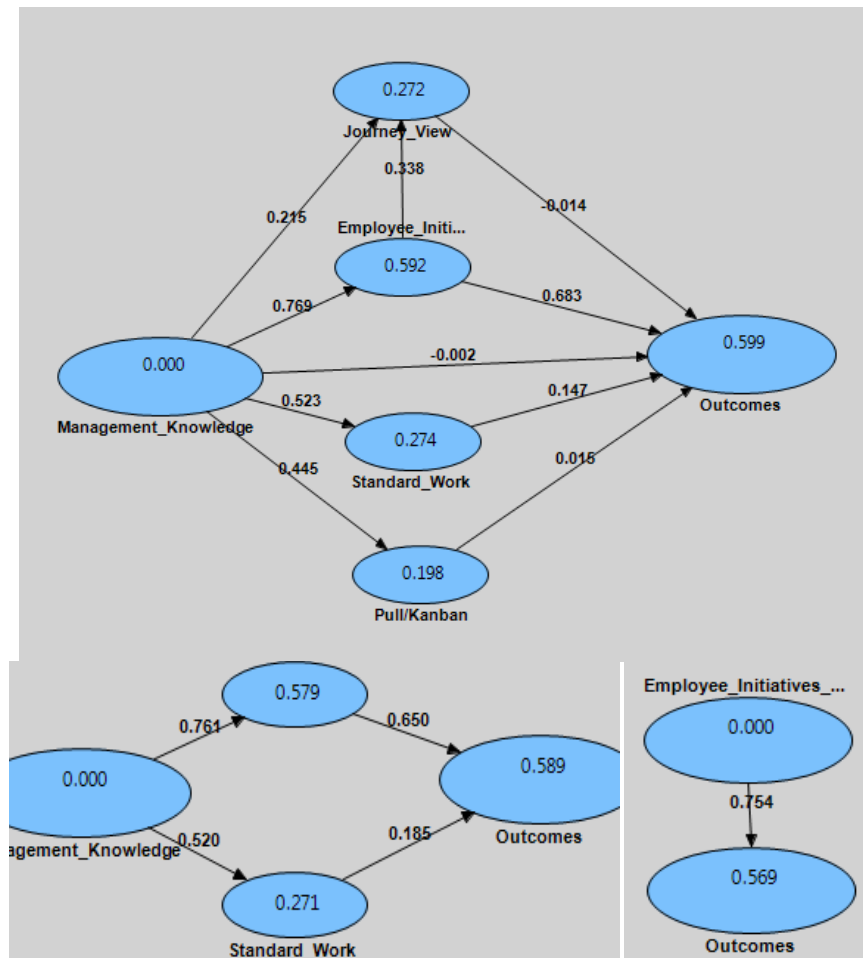 0.272
Journey_View
0.338
0.215
-0.014
Employee_Initi...
0.592
0.769
0.683
0.000
-0.002
0.599
Management_Knowledge
0.523
0.147
Outcomes
0.274
0.445
0.015
Standard_Work
0.198
Pull/Kanban
0.579
0.761
0.650
0.000
0.589
agement_Knowledge
0.520
0.185
Outcomes
0.271
Standard_Work
Employee_Initiatives_...
0.000
0.754
0.569
Outcomes